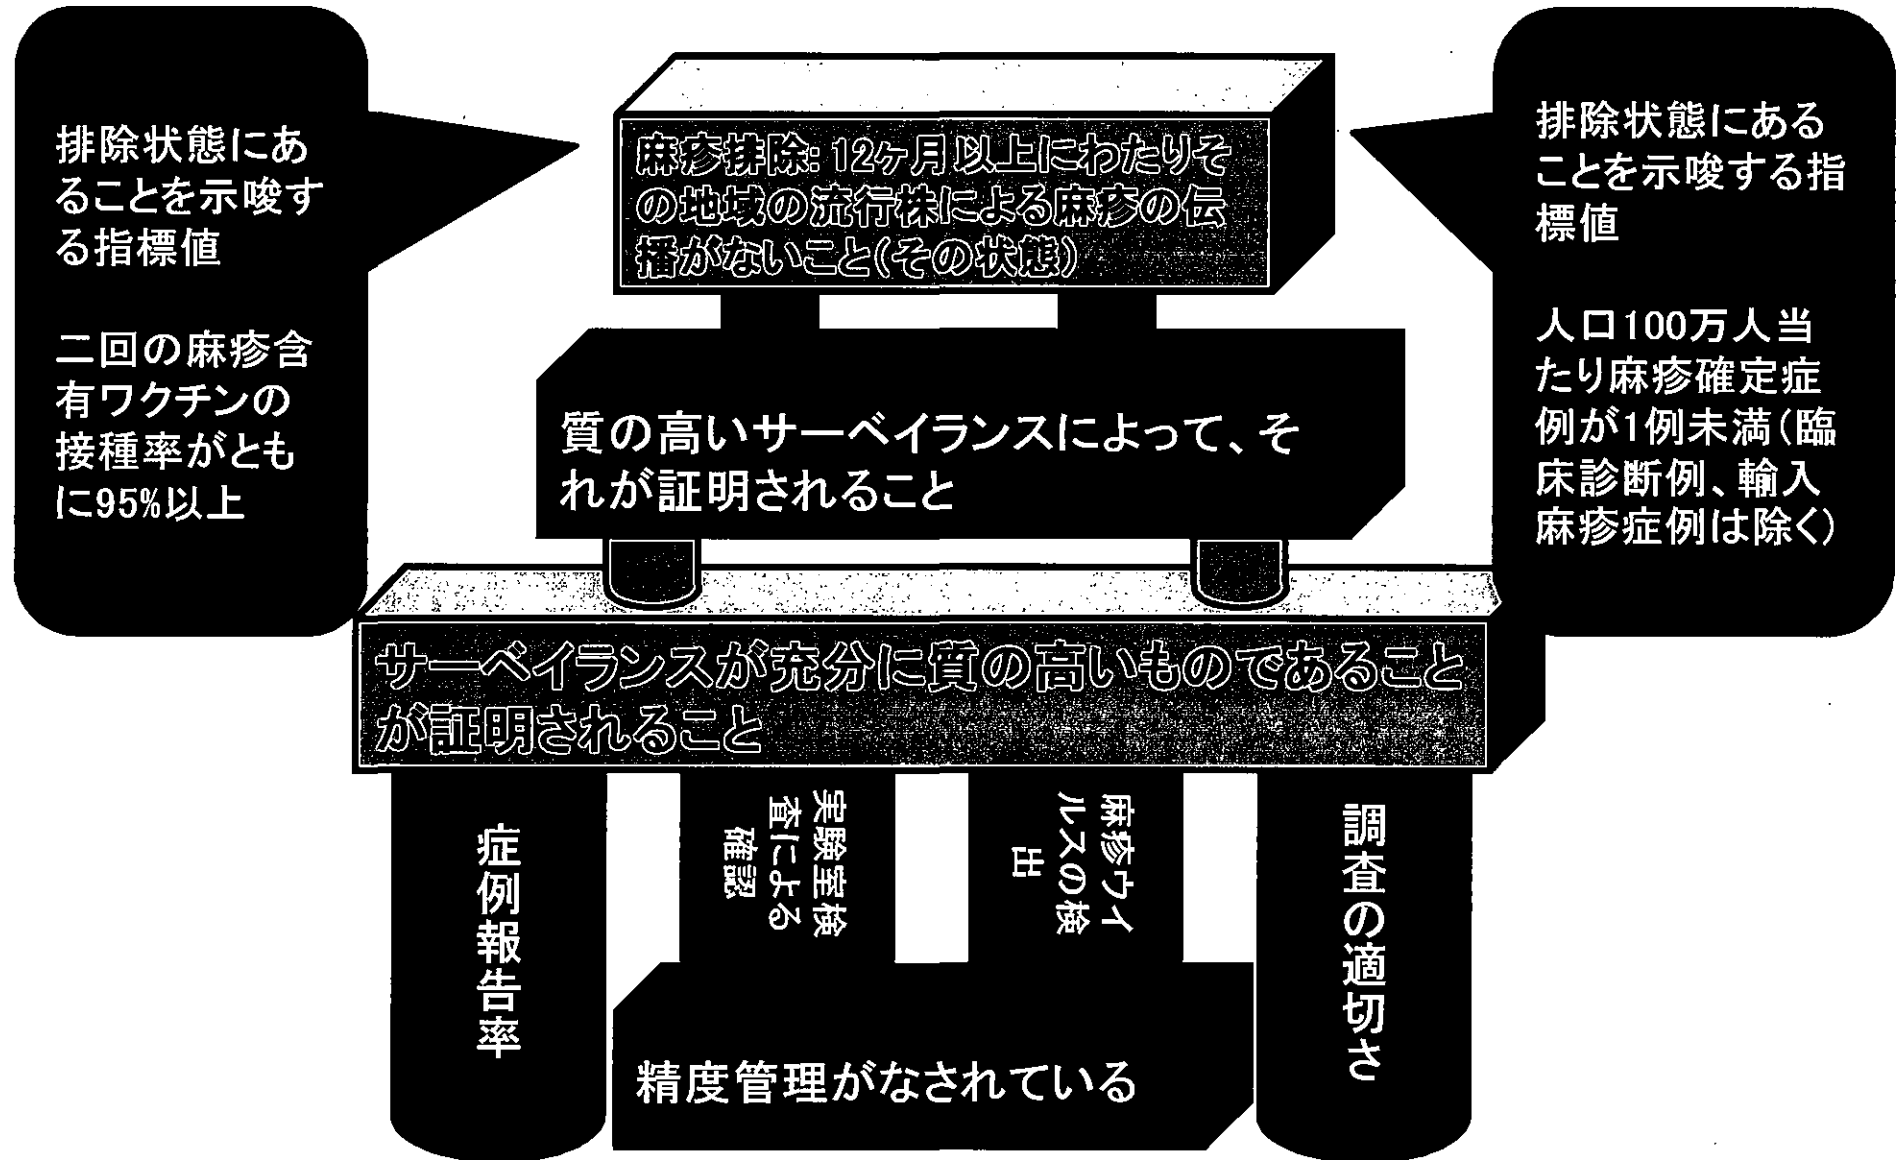 排除状態にあ
ることを示唆す
る指標値
二回の麻疹含
有ワクチンの
接種率がとも
に95%以上
麻疹排除:12ヶ月以上にわたりそ
の地域の流行株による麻疹の伝
播がないこと(その状態)
排除状態にある
ことを示唆する指
標値
人口100万人当
たり麻疹確定症
例が1例未満(臨
床診断例、輸入
麻疹症例は除く)
質の高いサーベイランスによって、そ
れが証明されること
サーベイランスが充分に質の高いものであること
が証明されること
症例報告率
実験室検
査による
確認
麻疹ウイ
ルスの検
出
調査の適切さ
精度管理がなされている